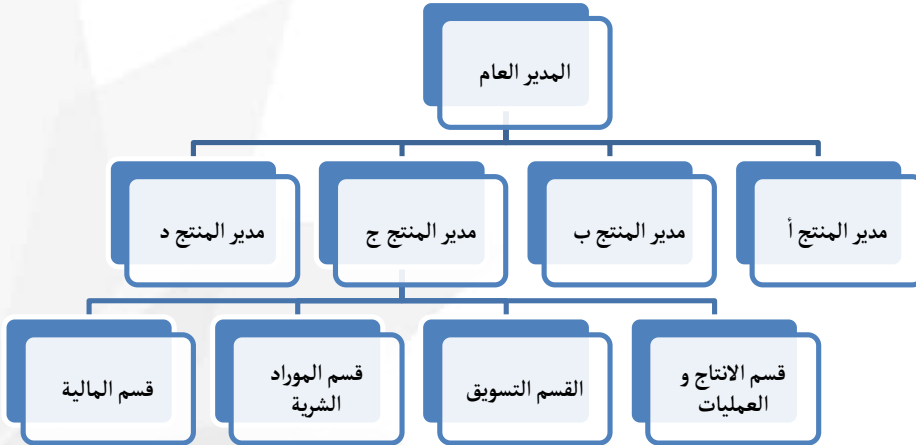 المدير العام
مدير المنتج أ
مدير المنتج ب
مدير المنتج ج
مدير المنتج د
قسم الانتاج و
العمليات
القسم التسويق
قسم الموراد
الشرية
قسم المالية